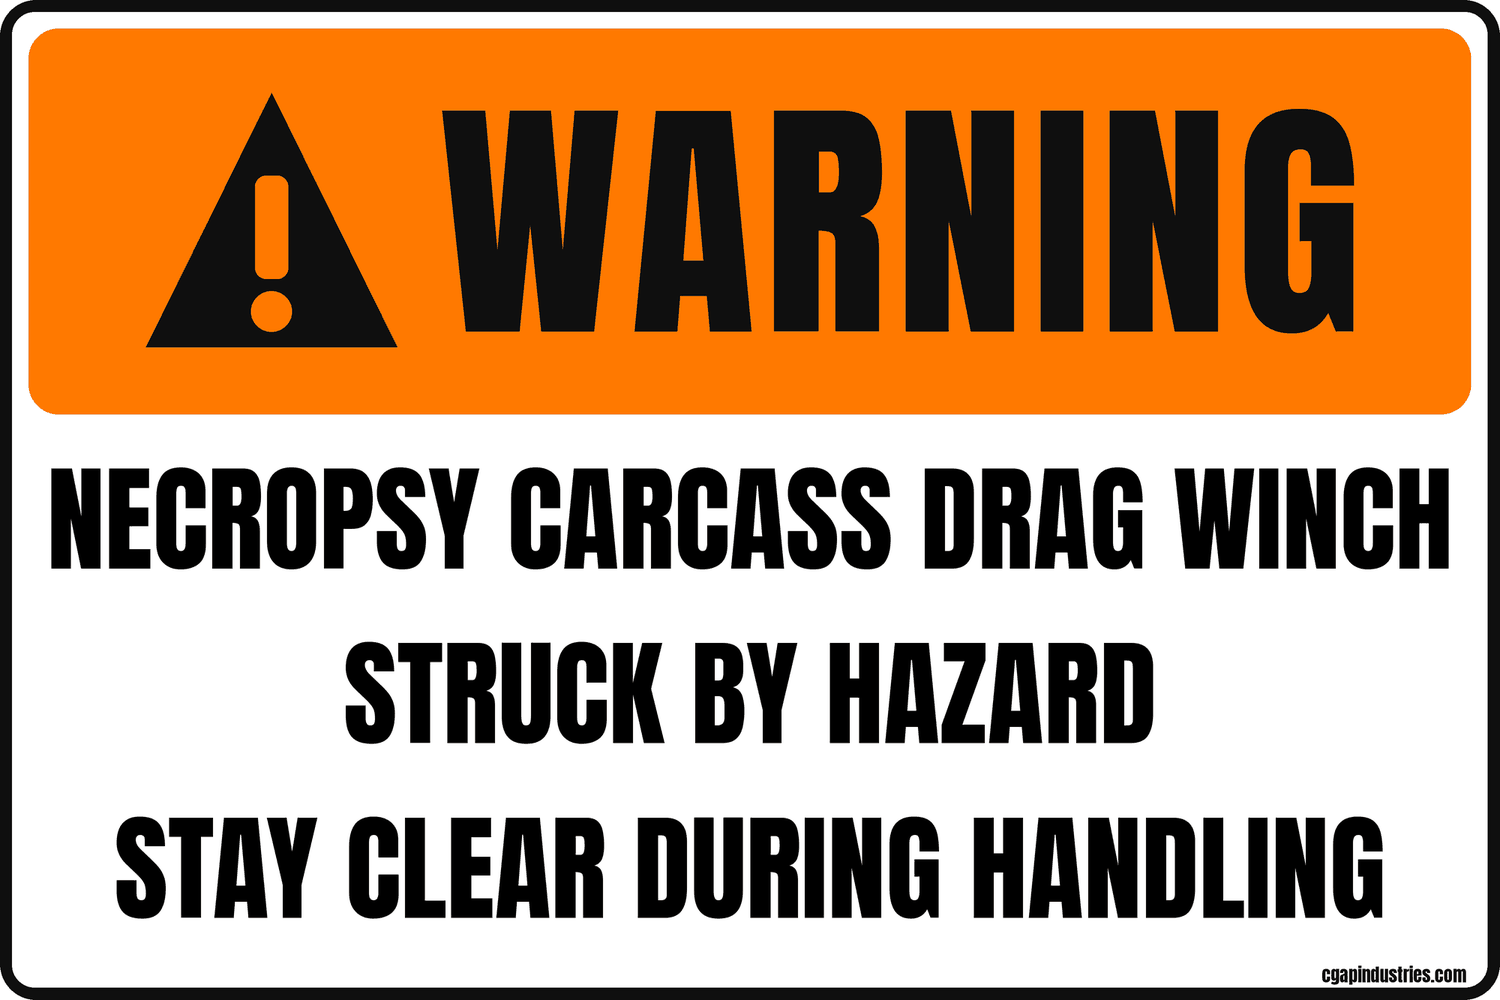 WARNING
NECROPSY CARCASS DRAG WINCH
STRUCK BY HAZARD
STAY CLEAR DURING HANDLING
cgapindustries.com